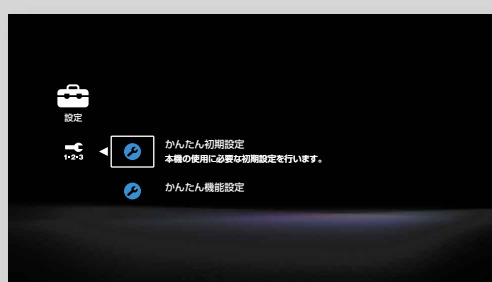 設定
1·2·3
かんたん初期設定
本機の使用に必要な初期設定を行います。
かんたん機能設定